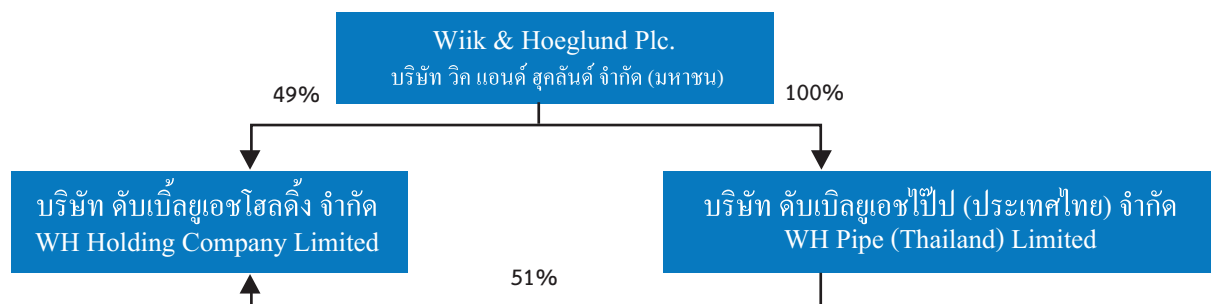 Wiik & Hoeglund Plc.
บริษัท วิค แอนด์ ฮุคลันด์ จำกัด (มหาชน)
49%
100%
บริษัท ดับเบิ้ลยูเอชโฮลดิ้ง จำกัด
WH Holding Company Limited
บริษัท ดับเบิลยูเอชไป๊ป (ประเทศไทย) จำกัด
WH Pipe (Thailand) Limited
51%